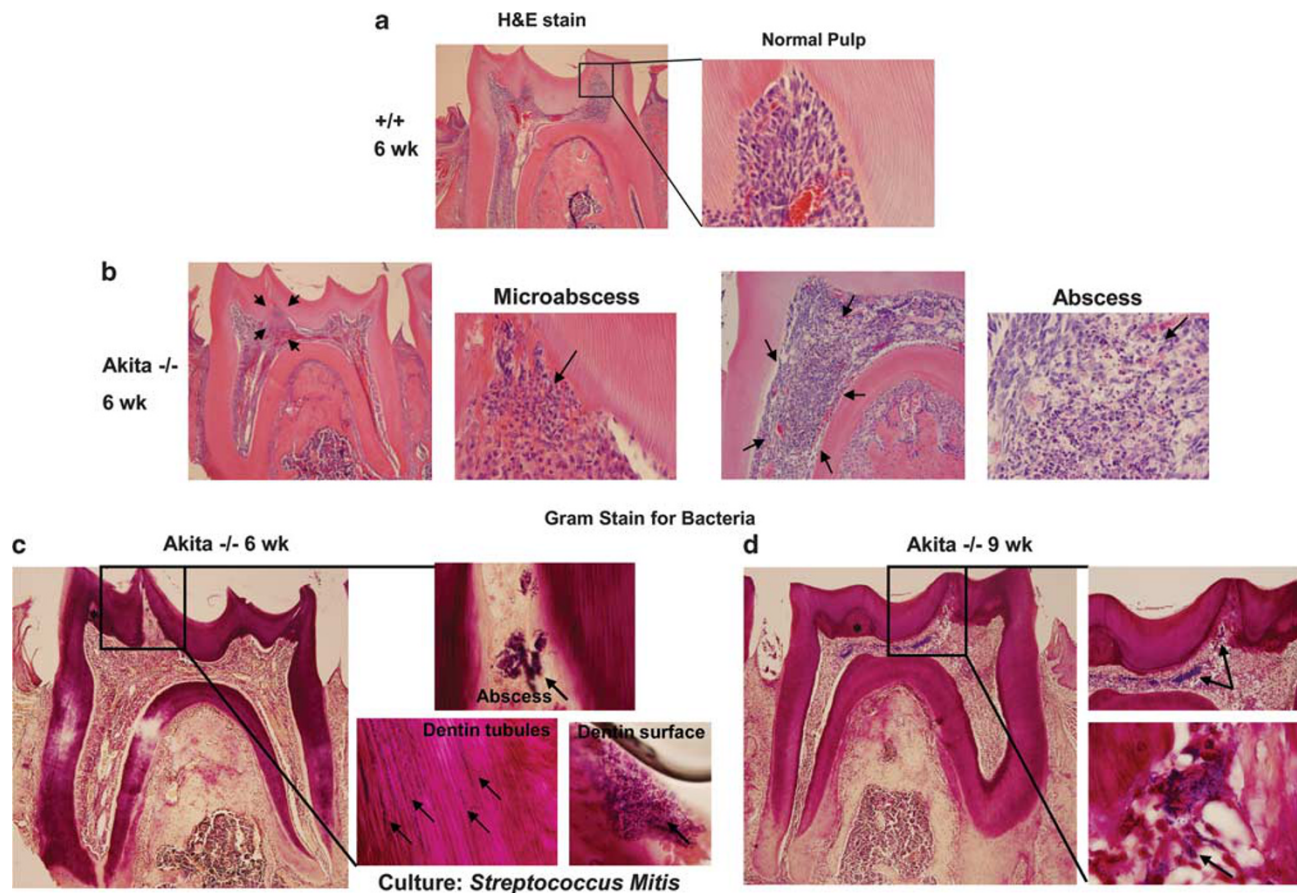 a
H&E stain
Normal Pulp
+/+
6 wk
b
Microabscess
Abscess
Akita -/-
6 wk
Gram Stain for Bacteria
c
Akita -/- 6 wk
d
Akita -/- 9 wk
Abscess
Dentin tubules
Dentin surface
Culture: Streptococcus Mitis